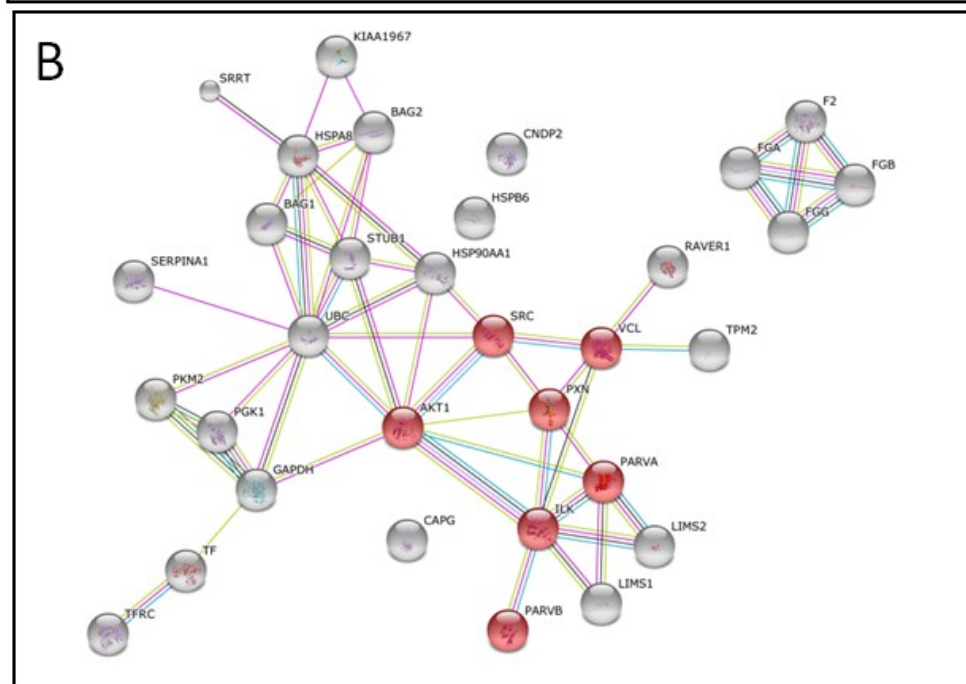 B
KIAA1967
SRRT
BAG2
HSPA8
F2
CNDP2
FGA
FGB
HSPB6
BAG1
FGG
STUB1
HSP90AA1
RAVER1
SERPINA1
UBC
SRC
VCL
TPM2
PKM2
PXN
PGK1
AKT1
GAPDH
PARVA
ILK
CAPG
LIMS2
TF
LIMS1
TFRC
PARVB